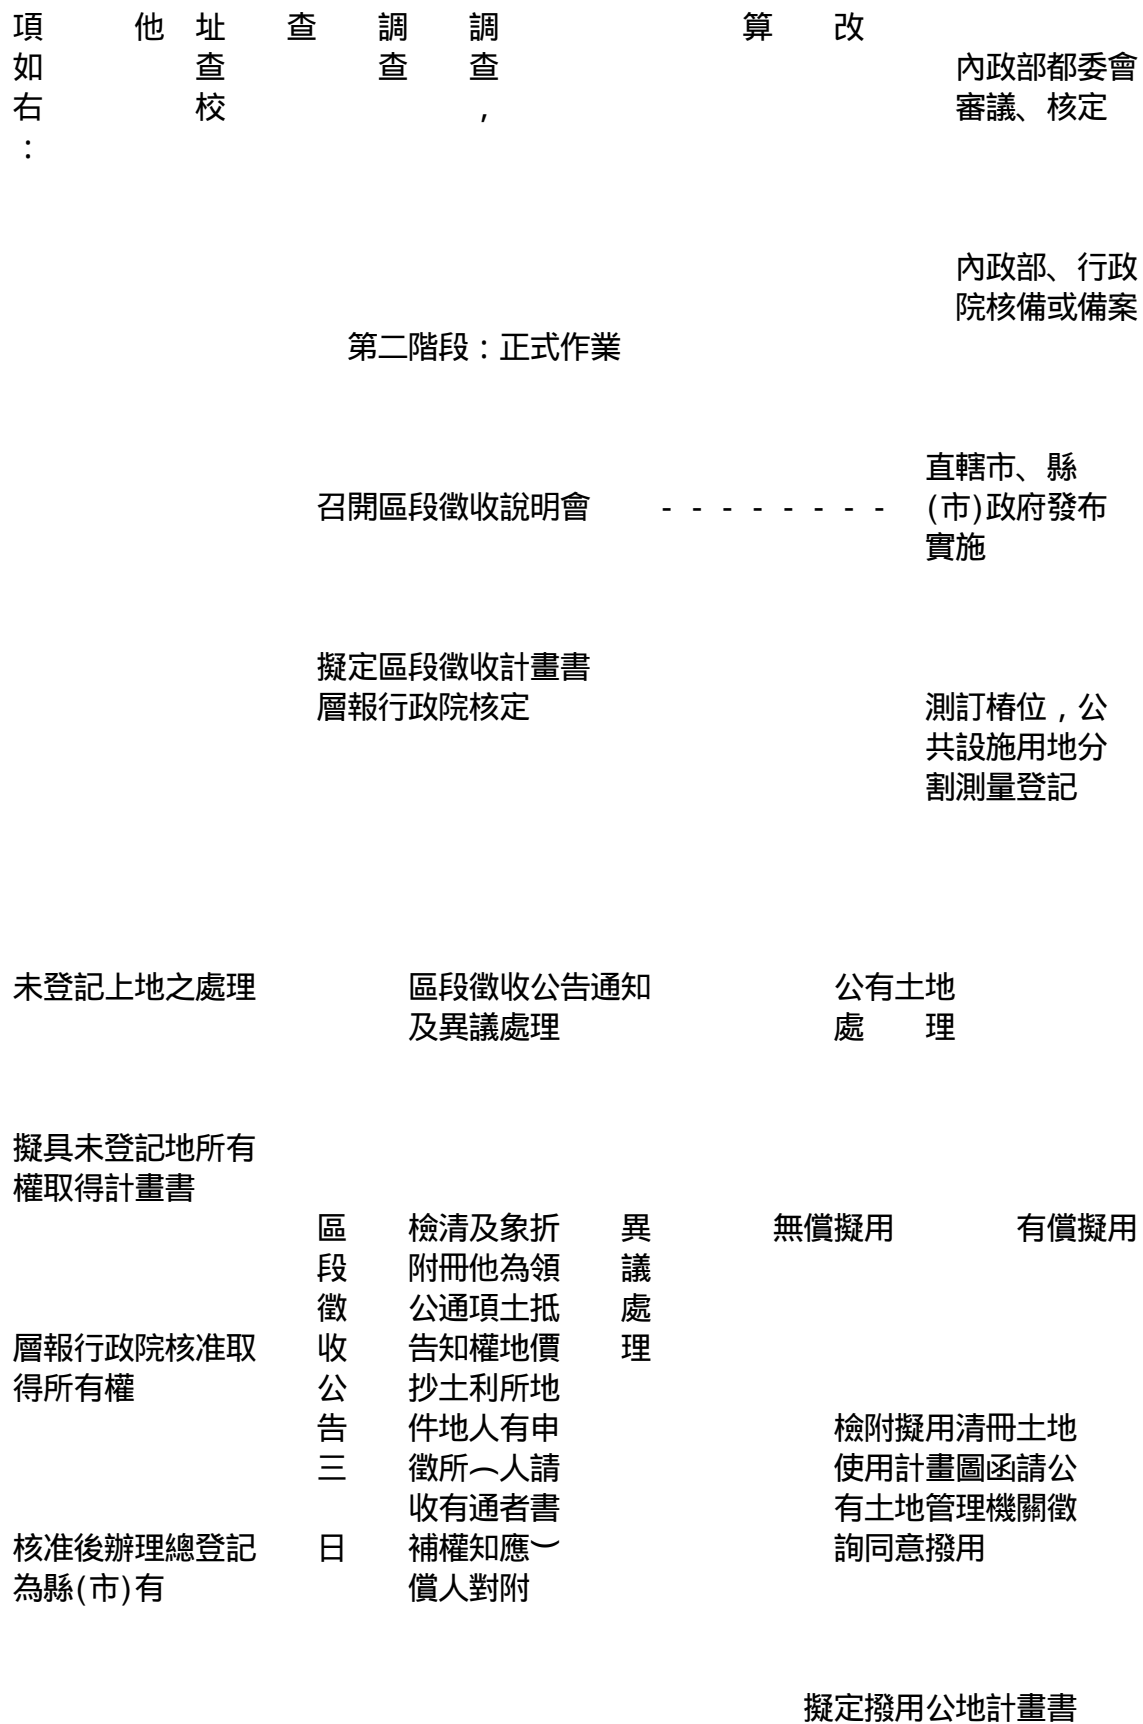 項　　　他　址　　查　　調　　調　　　　　　　　算　　改
如　　　　　查　　　　　查　　查　　　　　　　　　　　　　　　內政部都委會
右　　　　　校　　　　　　　　，　　　　　　　　　　　　　　　審議、核定
：
內政部、行政
院核備或備案
第二階段：正式作業
直轄市、縣
召開區段徵收說明會　　- - - - - - - -　(市)政府發布
實施
擬定區段徵收計畫書
層報行政院核定　　　　　　　　　　　　　測訂樁位，公
共設施用地分
割測量登記
未登記上地之處理　　　　　區段徵收公告通知　　　　　　公有土地
及異議處理　　　　　　　　　處　　理
擬具未登記地所有
權取得計畫書
區　　檢清及象折　　異　　　　無償擬用　　　　有償擬用
段　　附冊他為領　　議
徵　　公通項土抵　　處
層報行政院核准取　　收　　告知權地價　　理
得所有權　　　　　　公　　抄土利所地
告　　件地人有申　　　　　　　　　檢附擬用清冊土地
三　　徵所︵人請　　　　　　　　　使用計畫圖函請公
收有通者書　　　　　　　　　有土地管理機關徵
核准後辦理總登記　　日　　補權知應︶　　　　　　　　　詢同意撥用
為縣(市)有　　　　　　　　償人對附
擬定撥用公地計畫書